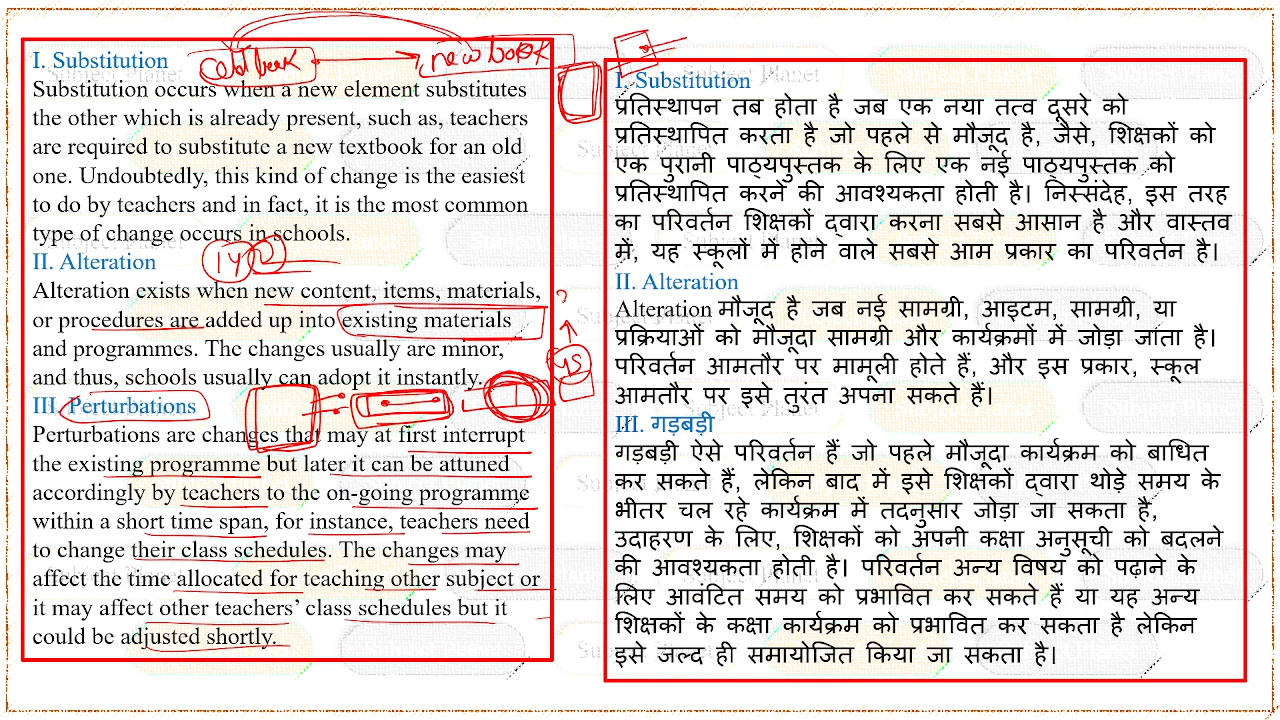 old book → new book
I. Substitution
Substitution occurs when a new element substitutes
the other which is already present, such as, teachers
are required to substitute a new textbook for an old
one. Undoubtedly, this kind of change is the easiest
to do by teachers and in fact, it is the most common
type of change occurs in schools.
II. Alteration
Alteration exists when new content, items, materials,
or procedures are added up into existing materials
and programmes. The changes usually are minor,
and thus, schools usually can adopt it instantly.
III. Perturbations
Perturbations are changes that may at first interrupt
the existing programme but later it can be attuned
accordingly by teachers to the on-going programme
within a short time span, for instance, teachers need
to change their class schedules. The changes may
affect the time allocated for teaching other subject or
it may affect other teachers’ class schedules but it
could be adjusted shortly.
45
I. Substitution
प्रतिस्थापन तब होता है जब एक नया तत्व दूसरे को
प्रतिस्थापित करता है जो पहले से मौजूद है, जैसे, शिक्षकों को
एक पुरानी पाठ्यपुस्तक के लिए एक नई पाठ्यपुस्तक को
प्रतिस्थापित करने की आवश्यकता होती है। निस्संदेह, इस तरह
का परिवर्तन शिक्षकों द्वारा करना सबसे आसान है और वास्तव
में, यह स्कूलों में होने वाले सबसे आम प्रकार का परिवर्तन है।
II. Alteration
Alteration मौजूद है जब नई सामग्री, आइटम, सामग्री, या
प्रक्रियाओं को मौजूदा सामग्री और कार्यक्रमों में जोड़ा जाता है।
परिवर्तन आमतौर पर मामूली होते हैं, और इस प्रकार, स्कूल
आमतौर पर इसे तुरंत अपना सकते हैं।
III. गड़बड़ी
गड़बड़ी ऐसे परिवर्तन हैं जो पहले मौजूदा कार्यक्रम को बाधित
कर सकते हैं, लेकिन बाद में इसे शिक्षकों द्वारा थोड़े समय के
भीतर चल रहे कार्यक्रम में तदनुसार जोड़ा जा सकता है,
उदाहरण के लिए, शिक्षकों को अपनी कक्षा अनुसूची को बदलने
की आवश्यकता होती है। परिवर्तन अन्य विषय को पढ़ाने के
लिए आवंटित समय को प्रभावित कर सकते हैं या यह अन्य
शिक्षकों के कक्षा कार्यक्रम को प्रभावित कर सकता है लेकिन
इसे जल्द ही समायोजित किया जा सकता है।